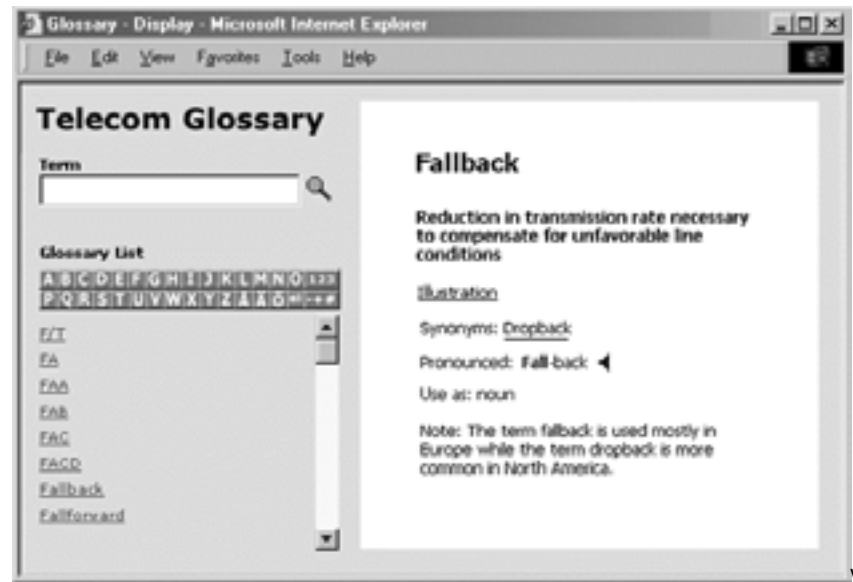 Glossary - Display - Microsoft Internet Explorer
File Edit View Favorites Tools Help
Telecom Glossary
Term
Glossary List
A B C D E F G H I J K L M N O 123
P Q R S T U V W X Y Z Å Ä Ö
F/T
FA
FAA
FAB
FAC
FACD
Fallback
Fallforward
Fallback
Reduction in transmission rate necessary
to compensate for unfavorable line
conditions
Illustration
Synonyms: Dropback
Pronounced: Fall-back
Use as: noun
Note: The term fallback is used mostly in
Europe while the term dropback is more
common in North America.